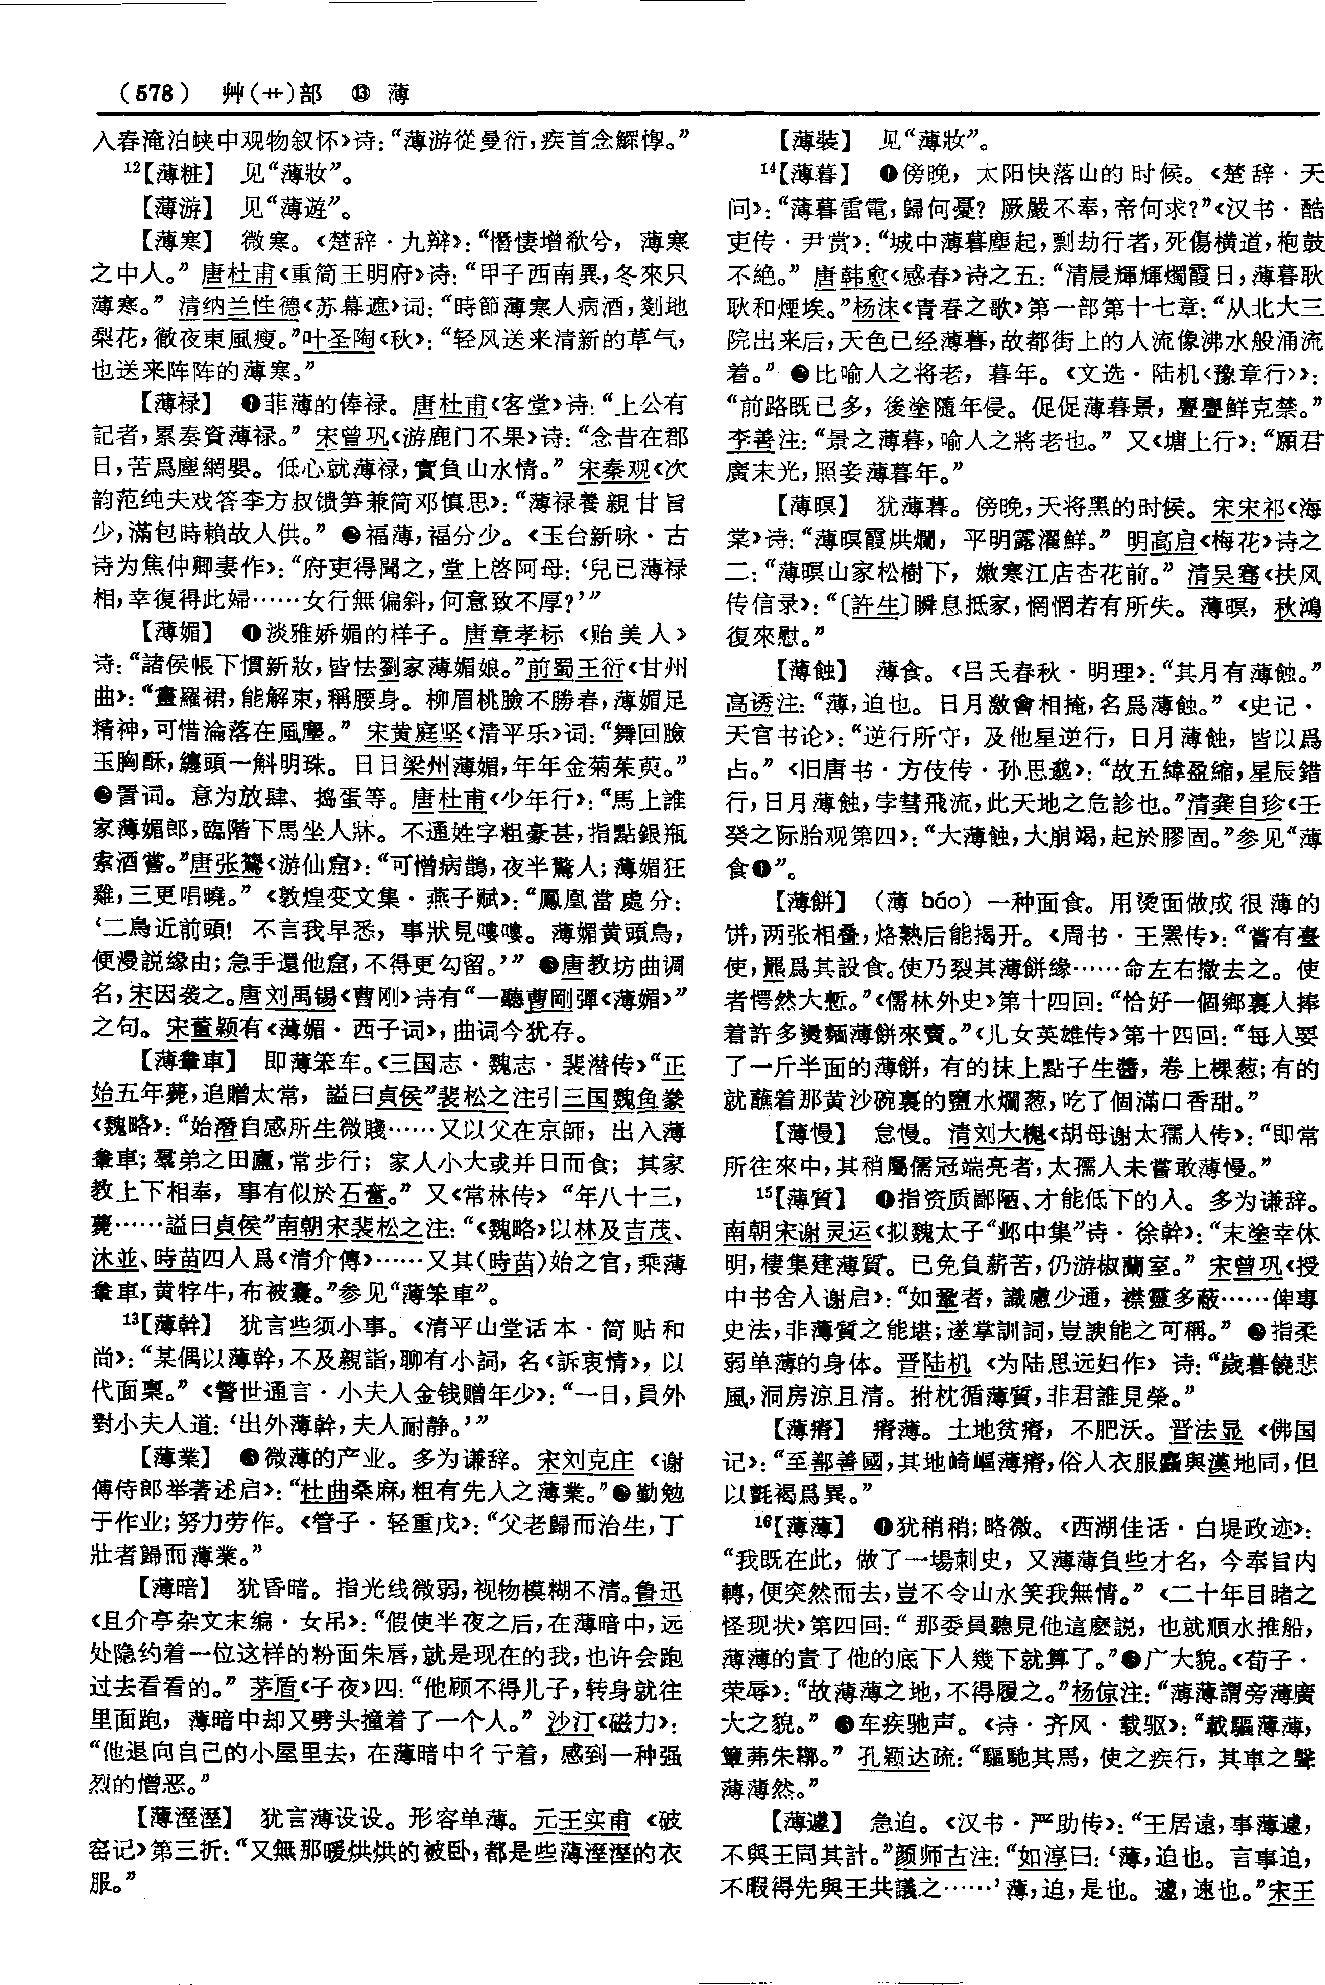 （578） 艸（艹）部 ⑬ 薄
入春淹泊峡中观物叙怀》诗：“薄游從曼衍，疾首念鰥惸。”
12【薄粧】 见“薄妝”。
【薄游】 见“薄遊”。
【薄寒】 微寒。《楚辞·九辩》：“憯悽增欷兮，薄寒
之中人。” 唐杜甫《重简王明府》诗：“甲子西南異，冬來只
薄寒。” 清纳兰性德《苏幕遮》词：“時節薄寒人病酒，剗地
梨花，徹夜東風瘦。”叶圣陶《秋》：“轻风送来清新的草气，
也送来阵阵的薄寒。”
【薄禄】 ❶菲薄的俸禄。唐杜甫《客堂》诗：“上公有
記者，累奏資薄禄。” 宋曾巩《游鹿门不果》诗：“念昔在郡
日，苦爲塵網嬰。低心就薄禄，實負山水情。” 宋秦观《次
韵范纯夫戏答李方叔馈笋兼简邓慎思》：“薄禄養親甘旨
少，滿包時賴故人供。” ❷福薄，福分少。《玉台新咏·古
诗为焦仲卿妻作》：“府吏得聞之，堂上啓阿母：‘兒已薄禄
相，幸復得此婦……女行無偏斜，何意致不厚？’”
【薄媚】 ❶淡雅娇媚的样子。唐章孝标《贻美人》
诗：“諸侯帳下慣新妝，皆怯劉家薄媚娘。”前蜀王衍《甘州
曲》：“畫羅裙，能解束，稱腰身。柳眉桃臉不勝春，薄媚足
精神，可惜淪落在風塵。” 宋黄庭坚《清平乐》词：“舞回臉
玉胸酥，纏頭一斛明珠。日日梁州薄媚，年年金菊茱萸。”
❷詈词。意为放肆、捣蛋等。唐杜甫《少年行》：“馬上誰
家薄媚郎，臨階下馬坐人牀。不通姓字粗豪甚，指點銀瓶
索酒嘗。”唐张鷟《游仙窟》：“可憎病鵲，夜半驚人；薄媚狂
雞，三更唱曉。” 《敦煌变文集·燕子赋》：“鳳凰當處分：
‘二鳥近前頭！不言我早悉，事狀見嘍嘍。薄媚黄頭鳥，
便漫説緣由；急手還他窟，不得更勾留。’” ❸唐教坊曲调
名，宋因袭之。唐刘禹锡《曹刚》诗有“一聽曹剛彈《薄媚》”
之句。宋董颖有《薄媚·西子词》，曲词今犹存。
【薄軬車】 即薄笨车。《三国志·魏志·裴潜传》“正
始五年薨，追贈太常，謚曰貞侯”裴松之注引三国魏鱼豢
《魏略》：“始潛自感所生微賤……又以父在京師，出入薄
軬車；羣弟之田廬，常步行；家人小大或并日而食；其家
教上下相奉，事有似於石奮。” 又《常林传》 “年八十三，
薨……謚曰貞侯”南朝宋裴松之注：“《魏略》以林及吉茂、
沐並、時苗四人爲《清介傳》……又其（時苗）始之官，乘薄
軬車，黄牸牛，布被囊。”参见“薄笨車”。
13【薄幹】 犹言些须小事。《清平山堂话本·简贴和
尚》：“某偶以薄幹，不及親詣，聊有小詞，名《訴衷情》，以
代面禀。” 《警世通言·小夫人金钱赠年少》：“一日，員外
對小夫人道：‘出外薄幹，夫人耐静。’”
【薄業】 ❶微薄的产业。多为谦辞。宋刘克庄《谢
傅侍郎举著述启》：“杜曲桑麻，粗有先人之薄業。”❷勤勉
于作业；努力劳作。《管子·轻重戊》：“父老歸而治生，丁
壯者歸而薄業。”
【薄暗】 犹昏暗。指光线微弱，视物模糊不清。鲁迅
《且介亭杂文末编·女吊》：“假使半夜之后，在薄暗中，远
处隐约着一位这样的粉面朱唇，就是现在的我，也许会跑
过去看看的。” 茅盾《子夜》四：“他顾不得儿子，转身就往
里面跑，薄暗中却又劈头撞着了一个人。” 沙汀《磁力》：
“他退向自己的小屋里去，在薄暗中彳亍着，感到一种强
烈的憎恶。”
【薄溼溼】 犹言薄设设。形容单薄。元王实甫《破
窑记》第三折：“又無那暖烘烘的被卧，都是些薄溼溼的衣
服。”
【薄裝】 见“薄妝”。
14【薄暮】 ❶傍晚，太阳快落山的时候。《楚辞·天
问》：“薄暮雷電，歸何憂？厥嚴不奉，帝何求？”《汉书·酷
吏传·尹赏》：“城中薄暮塵起，剽劫行者，死傷横道，枹鼓
不絶。” 唐韩愈《感春》诗之五：“清晨輝輝燭霞日，薄暮耿
耿和煙埃。”杨沫《青春之歌》第一部第十七章：“从北大三
院出来后，天色已经薄暮，故都街上的人流像沸水般涌流
着。” ❷比喻人之将老，暮年。《文选·陆机〈豫章行〉》：
“前路既已多，後塗隨年侵。促促薄暮景，亹亹鮮克禁。”
李善注：“景之薄暮，喻人之將老也。” 又《塘上行》：“願君
廣末光，照妾薄暮年。”
【薄暝】 犹薄暮。傍晚，天将黑的时候。宋宋祁《海
棠》诗：“薄暝霞烘爛，平明露濯鮮。” 明高启《梅花》诗之
二：“薄暝山家松樹下，嫩寒江店杏花前。” 清吴骞《扶风
传信录》：“〔許生〕瞬息抵家，惘惘若有所失。薄暝，秋鴻
復來慰。”
【薄蝕】 薄食。《吕氏春秋·明理》：“其月有薄蝕。”
高诱注：“薄，迫也。日月激會相掩，名爲薄蝕。” 《史记·
天官书论》：“逆行所守，及他星逆行，日月薄蝕，皆以爲
占。” 《旧唐书·方伎传·孙思邈》：“故五緯盈縮，星辰錯
行，日月薄蝕，孛彗飛流，此天地之危診也。”清龚自珍《壬
癸之际胎观第四》：“大薄蝕，大崩竭，起於膠固。”参见“薄
食❶”。
【薄餅】 （薄 báo）一种面食。用烫面做成很薄的
饼，两张相叠，烙熟后能揭开。《周书·王罴传》：“嘗有臺
使，羆爲其設食。使乃裂其薄餅緣……命左右撤去之。使
者愕然大慙。”《儒林外史》第十四回：“恰好一個鄉裏人捧
着許多燙麵薄餅來賣。”《儿女英雄传》第十四回：“每人要
了一斤半面的薄餅，有的抹上點子生醬，卷上棵葱；有的
就蘸着那黄沙碗裏的鹽水爛葱，吃了個滿口香甜。”
【薄慢】 怠慢。清刘大櫆《胡母谢太孺人传》：“即常
所往來中，其稍屬儒冠端亮者，太孺人未嘗敢薄慢。”
15【薄質】 ❶指资质鄙陋、才能低下的人。多为谦辞。
南朝宋谢灵运《拟魏太子“邺中集”诗·徐幹》：“末塗幸休
明，棲集建薄質。已免負薪苦，仍游椒蘭室。” 宋曾巩《授
中书舍人谢启》：“如鞏者，識慮少通，襟靈多蔽……俾專
史法，非薄質之能堪；遂掌訓詞，豈諛能之可稱。” ❷指柔
弱单薄的身体。晋陆机《为陆思远妇作》诗：“歲暮饒悲
風，洞房涼且清。拊枕循薄質，非君誰見榮。”
【薄瘠】 瘠薄。土地贫瘠，不肥沃。晋法显《佛国
记》：“至鄯善國，其地崎嶇薄瘠，俗人衣服麤與漢地同，但
以氈褐爲異。”
16【薄薄】 ❶犹稍稍；略微。《西湖佳话·白堤政迹》：
“我既在此，做了一場刺史，又薄薄負些才名，今奉旨内
轉，便突然而去，豈不令山水笑我無情。” 《二十年目睹之
怪现状》第四回：“那委員聽見他這麽説，也就順水推船，
薄薄的責了他的底下人幾下就算了。”❷广大貌。《荀子·
荣辱》：“故薄薄之地，不得履之。”杨倞注：“薄薄謂旁薄廣
大之貌。” ❸车疾驰声。《诗·齐风·载驱》：“載驅薄薄，
簟茀朱鞹。” 孔颖达疏：“驅馳其馬，使之疾行，其車之聲
薄薄然。”
【薄遽】 急迫。《汉书·严助传》：“王居遠，事薄遽，
不與王同其計。”颜师古注：“如淳曰：‘薄，迫也。言事迫，
不暇得先與王共議之……’薄，迫，是也。遽，速也。”宋王